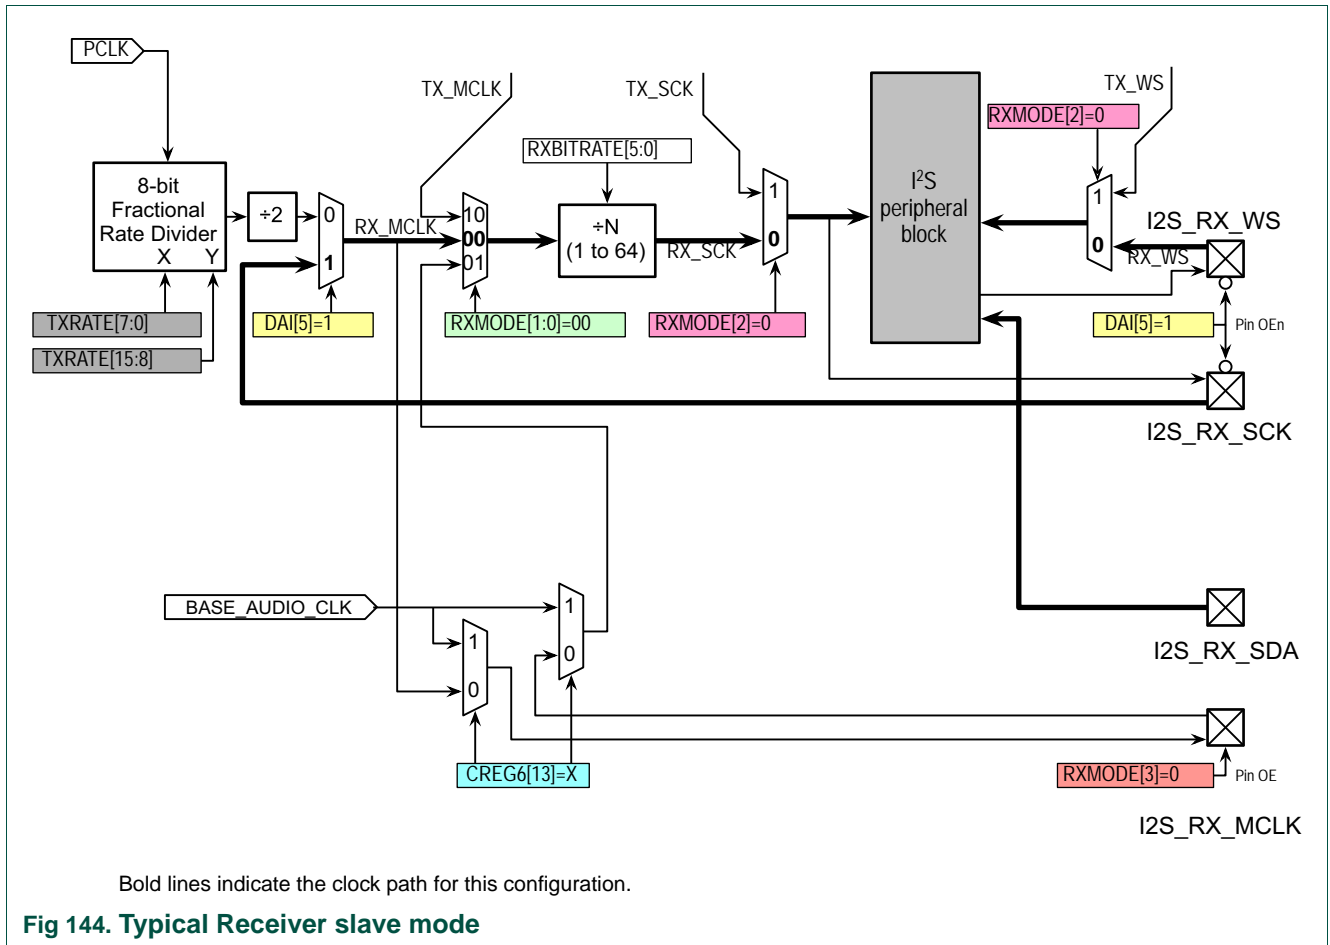 PCLK
TX_MCLK
TX_SCK
TX_WS
RXMODE[2]=0
RXBITRATE[5:0]
8-bit
Fractional
Rate Divider
X Y
÷2
0
1
RX_MCLK
10
00
01
÷N
(1 to 64)
RX_SCK
1
0
I2S
peripheral
block
1
0
I2S_RX_WS
RX_WS
TXRATE[7:0]
DAI[5]=1
RXMODE[1:0]=00
RXMODE[2]=0
DAI[5]=1
Pin OEn
TXRATE[15:8]
I2S_RX_SCK
BASE_AUDIO_CLK
1
0
1
0
I2S_RX_SDA
CREG6[13]=X
RXMODE[3]=0
Pin OE
I2S_RX_MCLK
Bold lines indicate the clock path for this configuration.
Fig 144. Typical Receiver slave mode